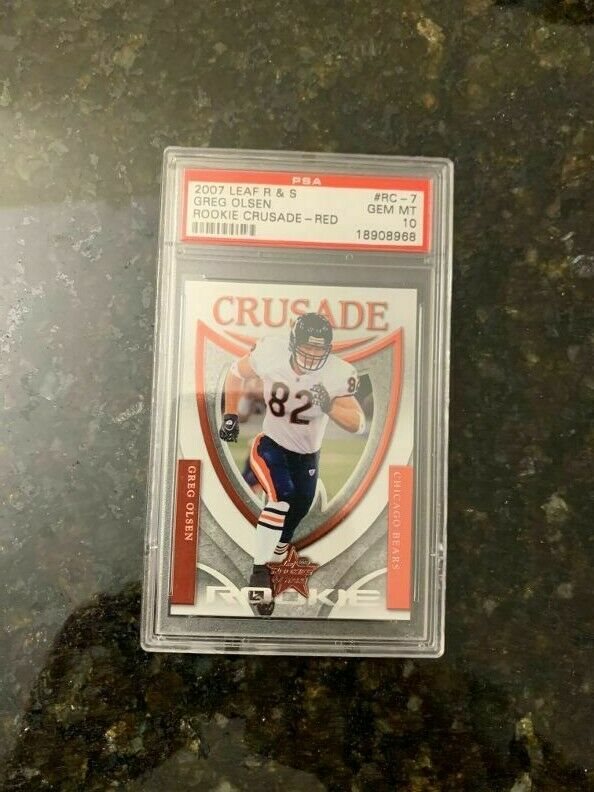 PSA
2007 LEAF R & S #RC-7
GREG OLSEN GEM MT
ROOKIE CRUSADE-RED 10
18908968
CRUSADE
82
82
GREG OLSEN
CHICAGO BEARS
ROOKIE